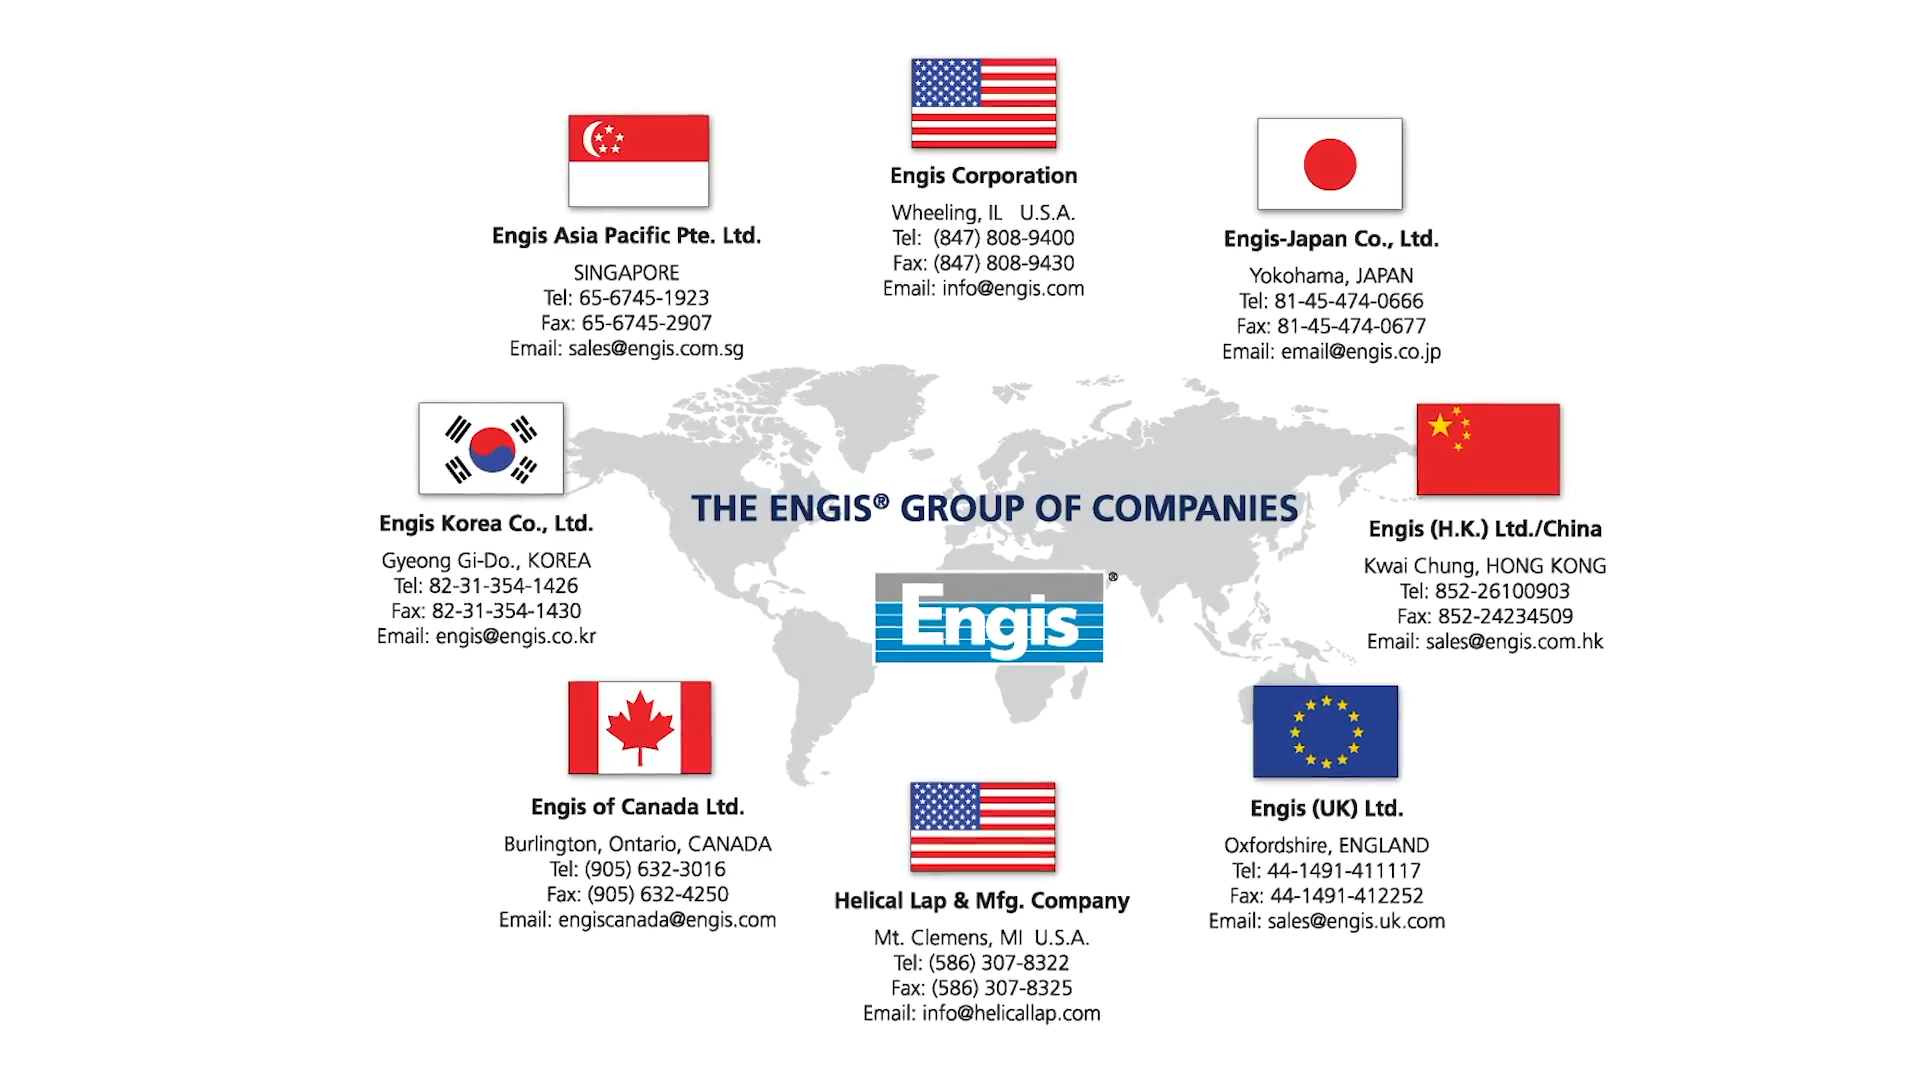 Engis Corporation
Wheeling, IL U.S.A.
Tel: (847) 808-9400
Fax: (847) 808-9430
Email: info@engis.com
Engis Asia Pacific Pte. Ltd.
SINGAPORE
Tel: 65-6745-1923
Fax: 65-6745-2907
Email: sales@engis.com.sg
Engis-Japan Co., Ltd.
Yokohama, JAPAN
Tel: 81-45-474-0666
Fax: 81-45-474-0677
Email: email@engis.co.jp
THE ENGIS® GROUP OF COMPANIES
Engis®
Engis Korea Co., Ltd.
Gyeong Gi-Do., KOREA
Tel: 82-31-354-1426
Fax: 82-31-354-1430
Email: engis@engis.co.kr
Engis (H.K.) Ltd./China
Kwai Chung, HONG KONG
Tel: 852-26100903
Fax: 852-24234509
Email: sales@engis.com.hk
Engis of Canada Ltd.
Burlington, Ontario, CANADA
Tel: (905) 632-3016
Fax: (905) 632-4250
Email: engiscanada@engis.com
Helical Lap & Mfg. Company
Mt. Clemens, MI U.S.A.
Tel: (586) 307-8322
Fax: (586) 307-8325
Email: info@helicallap.com
Engis (UK) Ltd.
Oxfordshire, ENGLAND
Tel: 44-1491-411117
Fax: 44-1491-412252
Email: sales@engis.uk.com